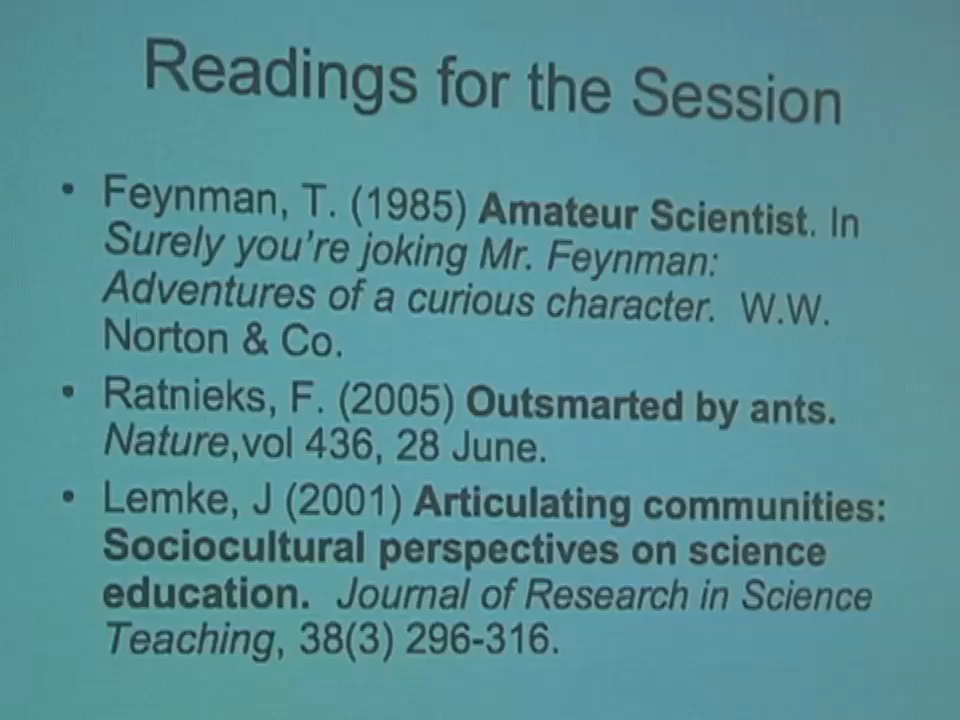 Readings for the Session
• Feynman, T. (1985) Amateur Scientist. In
Surely you're joking Mr. Feynman:
Adventures of a curious character. W.W.
Norton & Co.
• Ratnieks, F. (2005) Outsmarted by ants.
Nature,vol 436, 28 June.
• Lemke, J (2001) Articulating communities:
Sociocultural perspectives on science
education. Journal of Research in Science
Teaching, 38(3) 296-316.